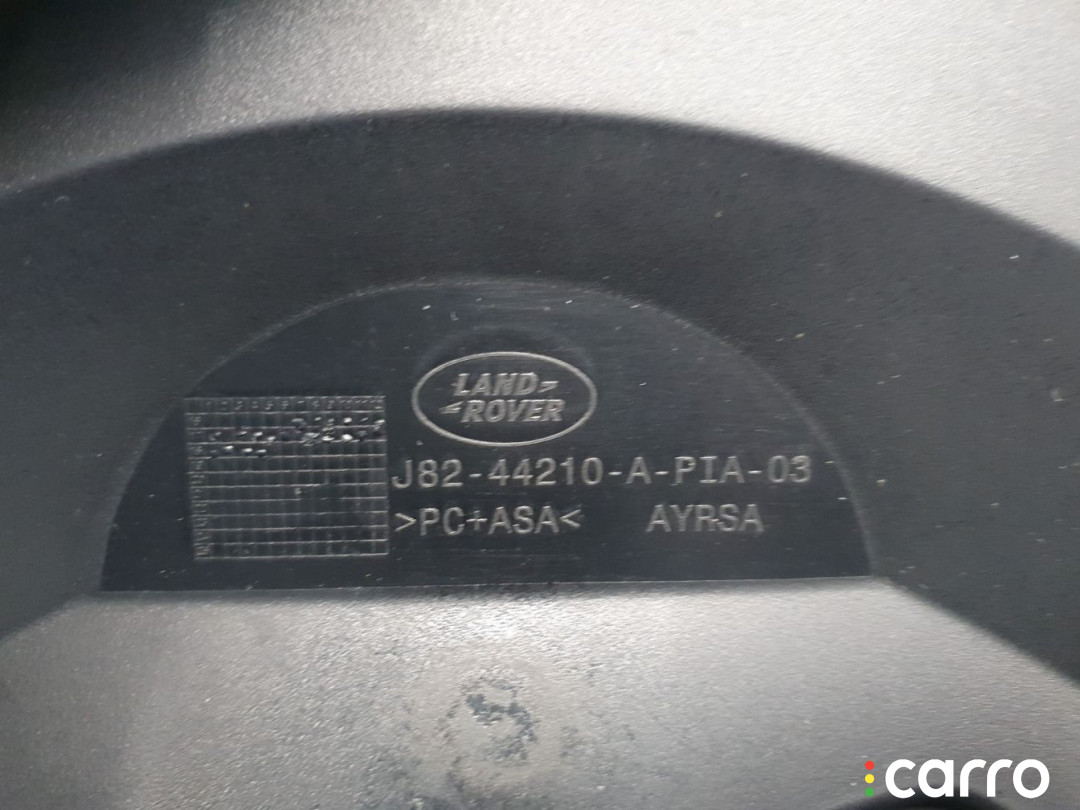 LAND
ROVER
J82-44210-A-PIA-03
>PC+ASA< AYRSA
carro